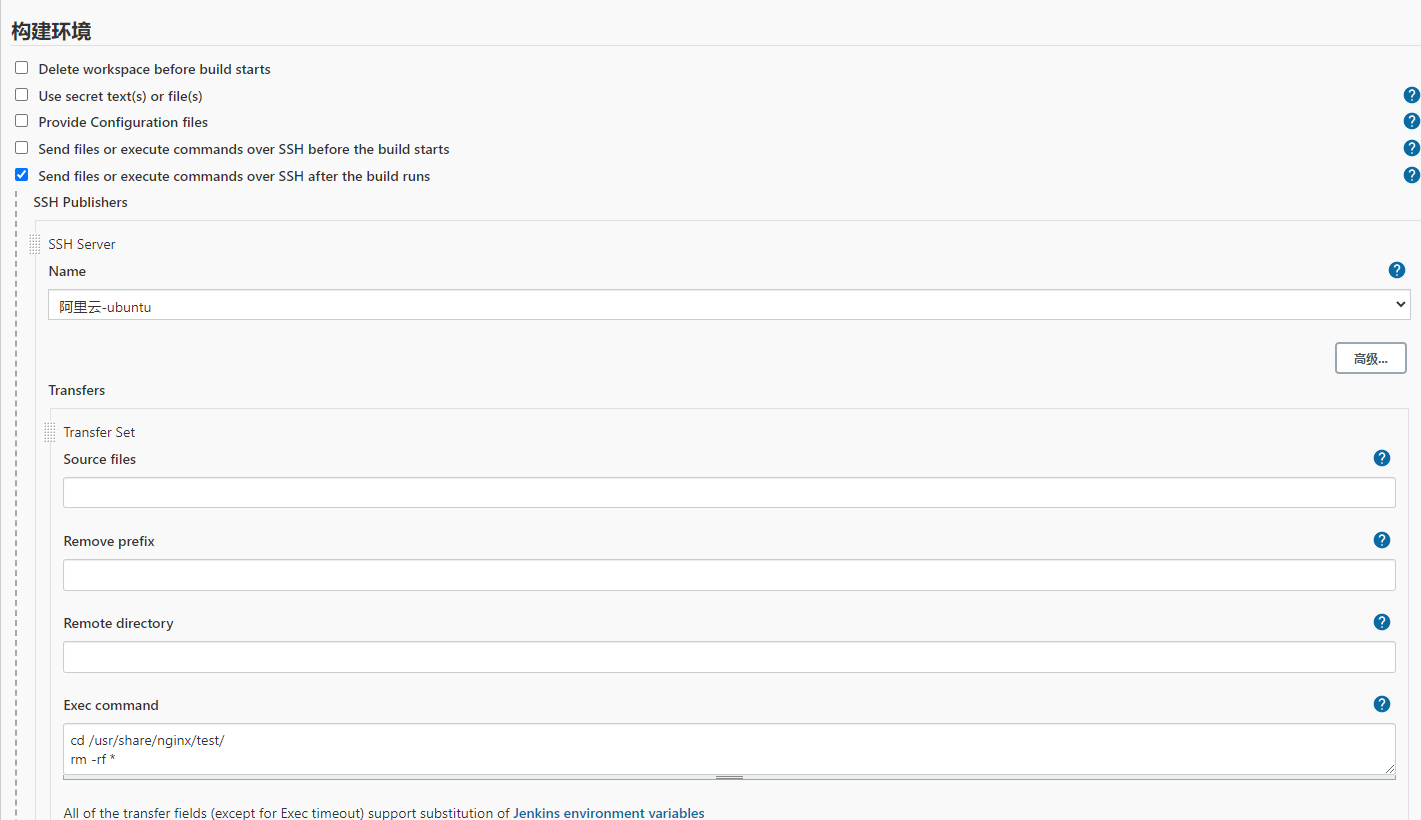 构建环境
Delete workspace before build starts
Use secret text(s) or file(s)
Provide Configuration files
Send files or execute commands over SSH before the build starts
Send files or execute commands over SSH after the build runs
SSH Publishers
SSH Server
Name
阿里云-ubuntu
高级...
Transfers
Transfer Set
Source files
Remove prefix
Remote directory
Exec command
cd /usr/share/nginx/test/
rm -rf *
All of the transfer fields (except for Exec timeout) support substitution of Jenkins environment variables